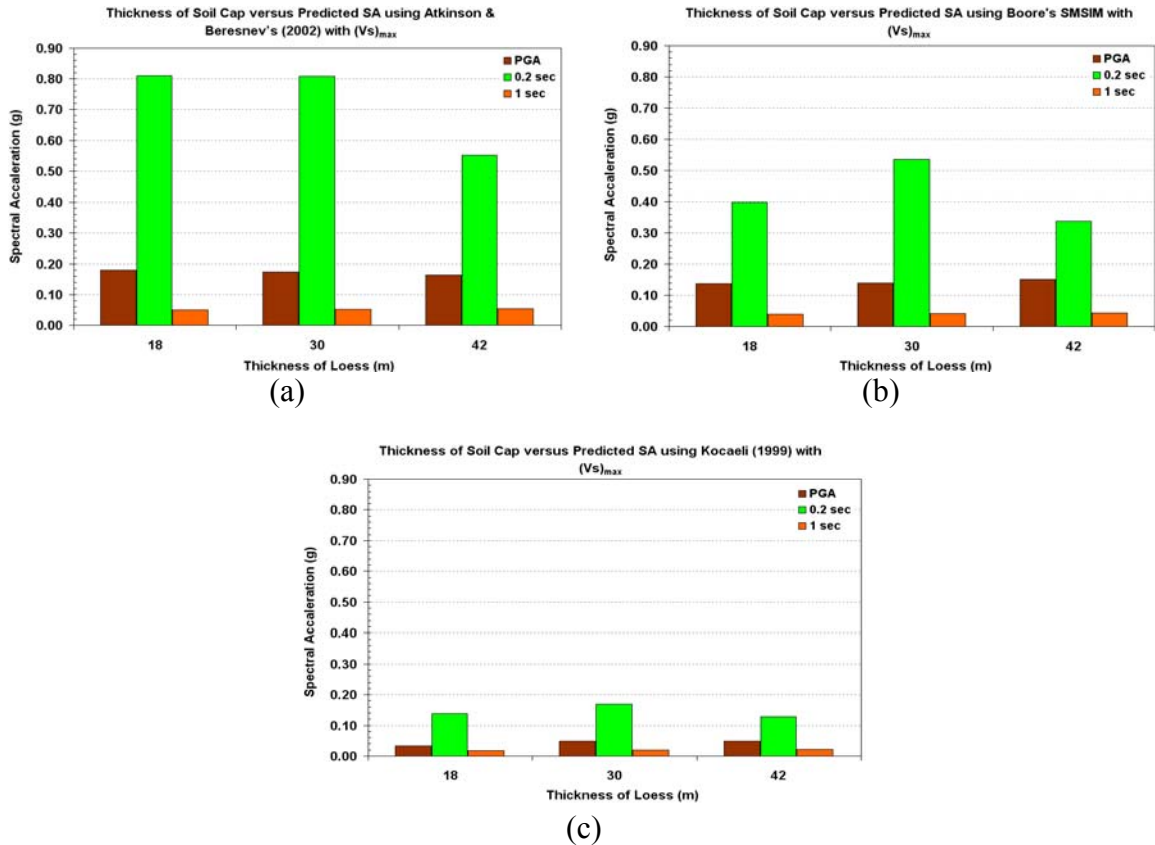 Thickness of Soil Cap versus Predicted SA using Atkinson &
Beresnev's (2002) with (Vs)max
PGA
0.2 sec
1 sec
0.90
0.80
0.70
0.60
0.50
0.40
0.30
0.20
0.10
0.00
Spectral Accaleration (g)
18
30
42
Thickness of Loess (m)
(a)
Thickness of Soil Cap versus Predicted SA using Boore's SMSIM with
(Vs)max
PGA
0.2 sec
1 sec
0.90
0.80
0.70
0.60
0.50
0.40
0.30
0.20
0.10
0.00
Spectral Accaleration (g)
18
30
42
Thickness of Loess (m)
(b)
Thickness of Soil Cap versus Predicted SA using Kocaeli (1999) with
(Vs)max
PGA
0.2 sec
1 sec
0.90
0.80
0.70
0.60
0.50
0.40
0.30
0.20
0.10
0.00
Spectral Accaleration (g)
18
30
42
Thickness of Loess (m)
(c)